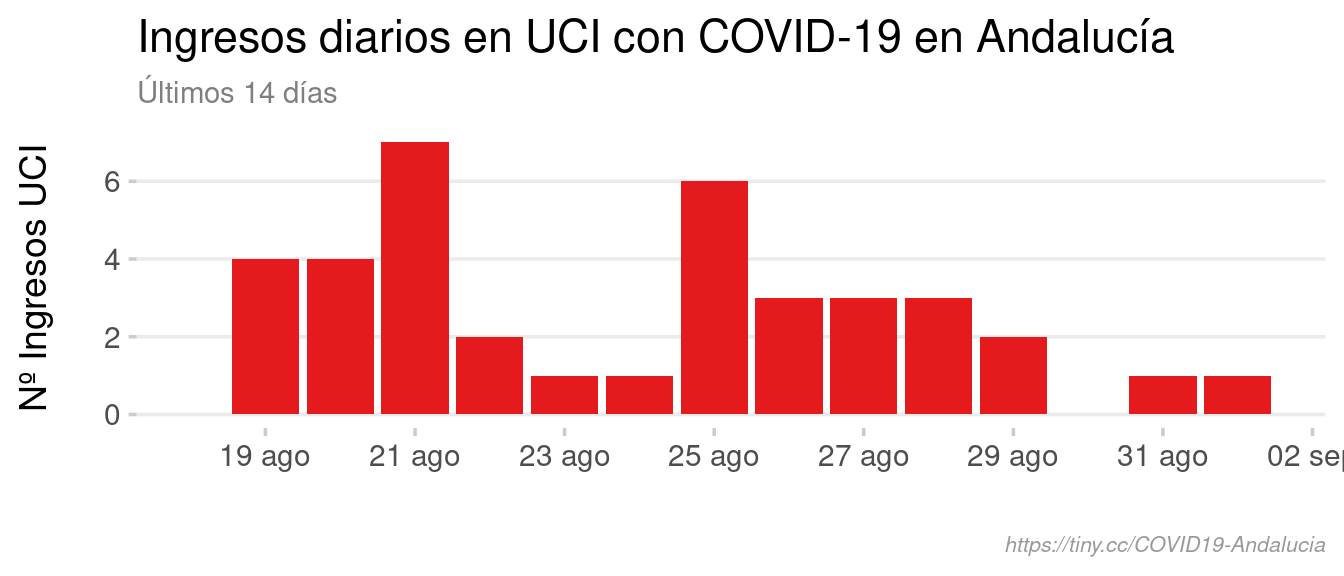 Ingresos diarios en UCI con COVID-19 en Andalucía
Últimos 14 días
Nº Ingresos UCI
6
4
2
0
19 ago 21 ago 23 ago 25 ago 27 ago 29 ago 31 ago 02 sep
https://tiny.cc/COVID19-Andalucia